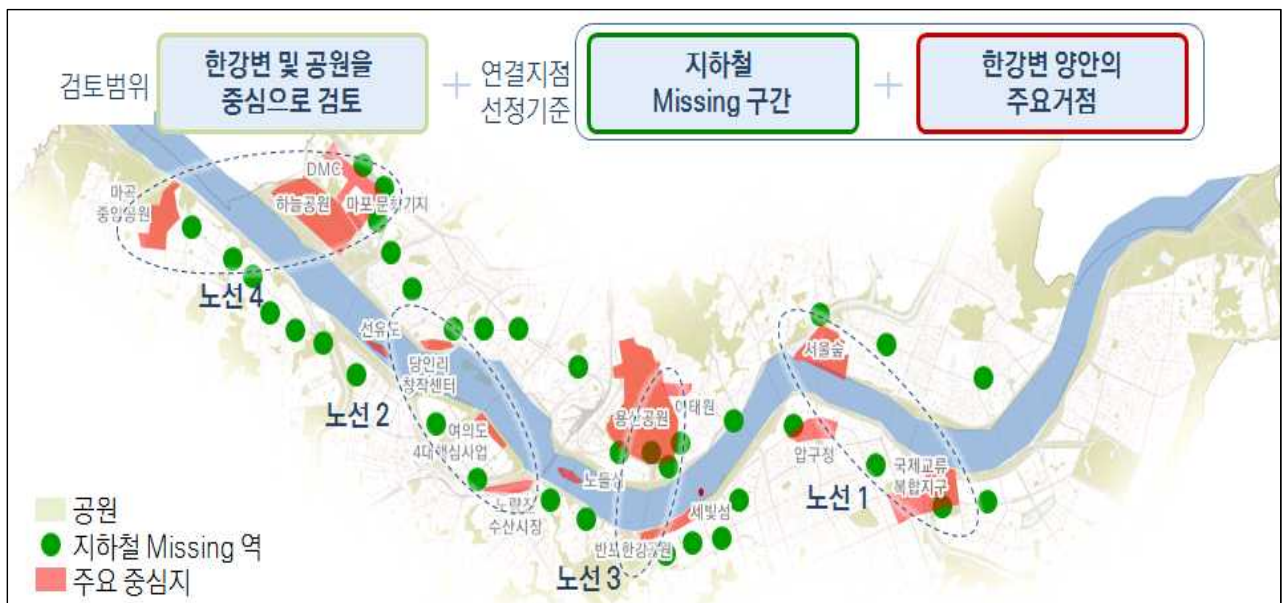 검토범위
한강변 및 공원을
중심으로 검토
+
연결지점
선정기준
지하철
Missing 구간
+
한강변 양안의
주요거점
DMC
마곡
중앙공원
하늘공원
마포 문화기지
노선 4
선유도
당인리
창작센터
노선 2
여의도
4대핵심사업
노량진
수산시장
노들섬
용산공원
이태원
세빛섬
반포한강공원
노선 3
서울숲
압구정
국제교류
복합지구
노선 1
공원
지하철 Missing 역
주요 중심지